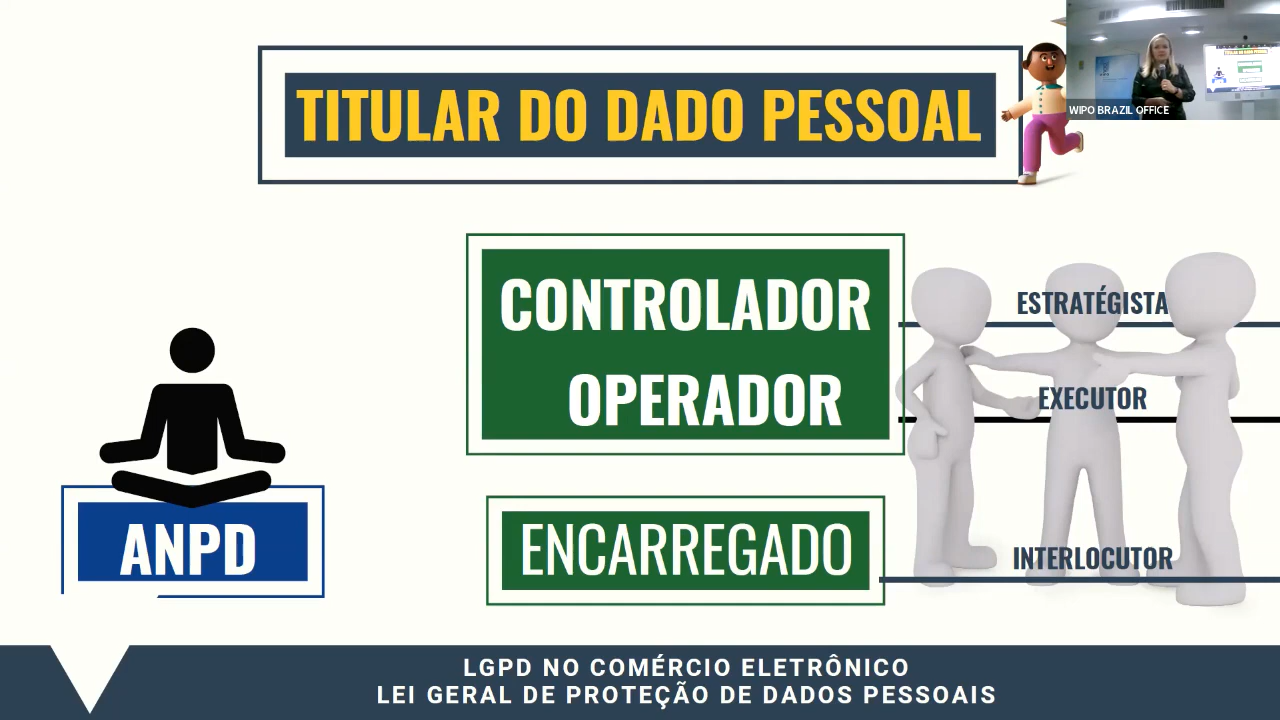 TITULAR DO DADO PESSOAL
WIPO BRAZIL OFFICE
CONTROLADOR
ESTRATÉGISTA
OPERADOR
EXECUTOR
ANPD
ENCARREGADO
INTERLOCUTOR
LGPD NO COMÉRCIO ELETRÔNICO
LEI GERAL DE PROTEÇÃO DE DADOS PESSOAIS